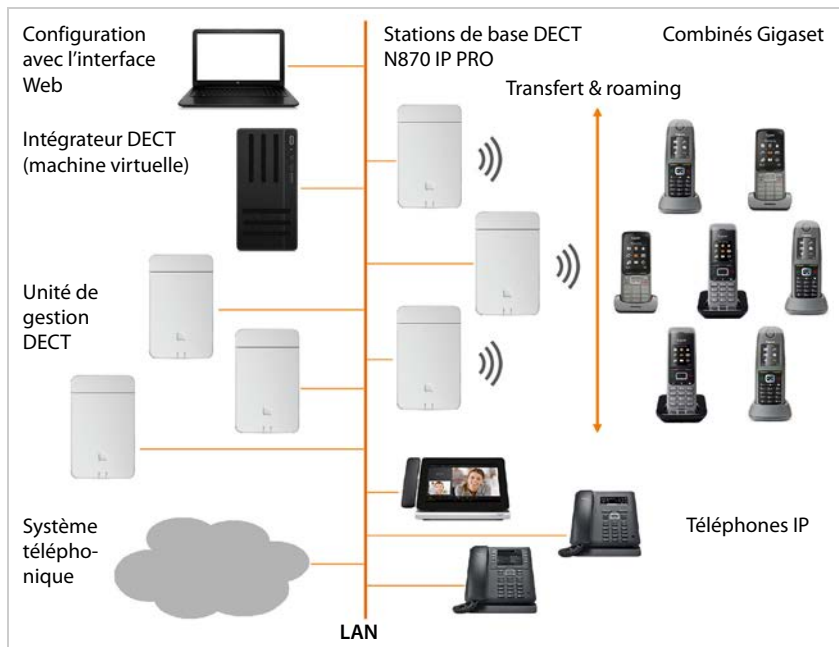 Configuration
avec l’interface
Web
Stations de base DECT
N870 IP PRO
Combinés Gigaset
Transfert & roaming
Intégrateur DECT
(machine virtuelle)
Unité de
gestion
DECT
Système
télépho-
nique
Téléphones IP
LAN